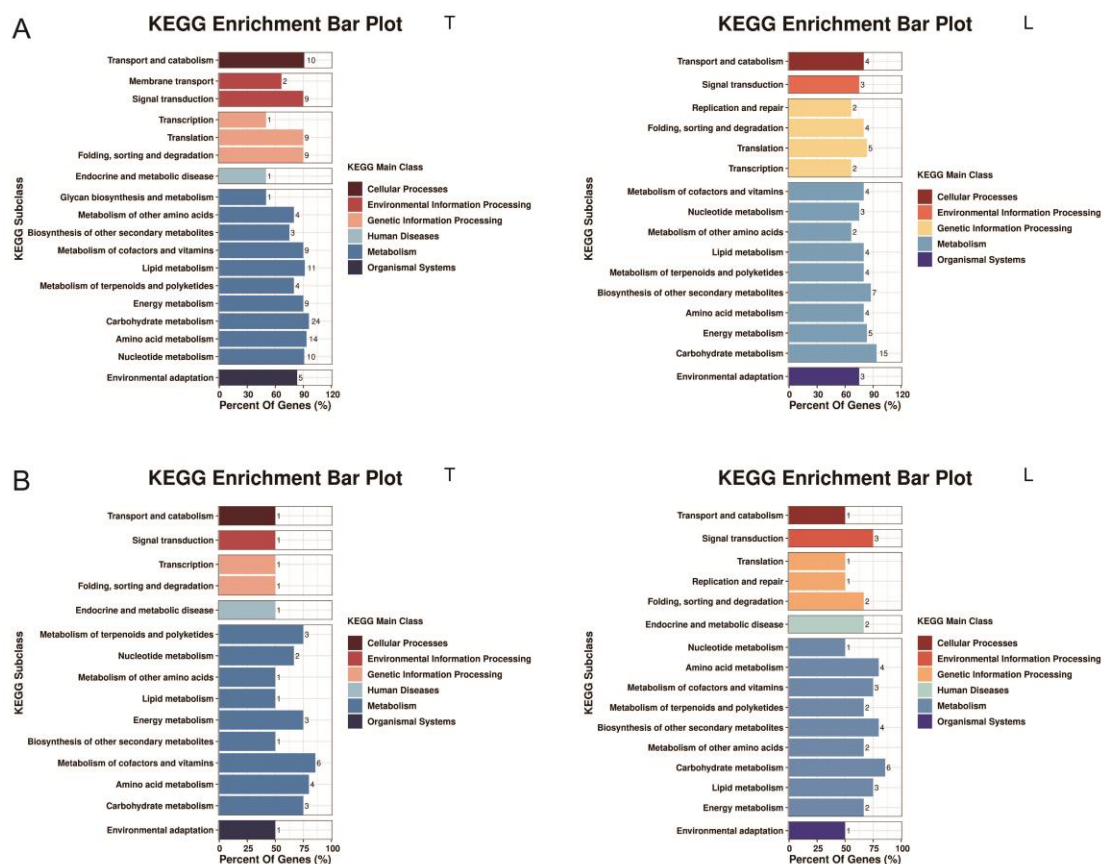 A
KEGG Enrichment Bar Plot
T
KEGG Subclass
Transport and catabolism
10
Membrane transport
2
Signal transduction
9
Transcription
1
Translation
9
Folding, sorting and degradation
9
Endocrine and metabolic disease
1
Glycan biosynthesis and metabolism
1
Metabolism of other amino acids
4
Biosynthesis of other secondary metabolites
3
Metabolism of cofactors and vitamins
9
Lipid metabolism
11
Metabolism of terpenoids and polyketides
4
Energy metabolism
9
Carbohydrate metabolism
24
Amino acid metabolism
14
Nucleotide metabolism
10
Environmental adaptation
5
0 30 60 90 120
Percent Of Genes (%)
KEGG Main Class
Cellular Processes
Environmental Information Processing
Genetic Information Processing
Human Diseases
Metabolism
Organismal Systems
KEGG Enrichment Bar Plot
L
KEGG Subclass
Transport and catabolism
4
Signal transduction
3
Replication and repair
2
Folding, sorting and degradation
4
Translation
5
Transcription
2
Metabolism of cofactors and vitamins
4
Nucleotide metabolism
3
Metabolism of other amino acids
2
Lipid metabolism
4
Metabolism of terpenoids and polyketides
4
Biosynthesis of other secondary metabolites
7
Amino acid metabolism
4
Energy metabolism
5
Carbohydrate metabolism
15
Environmental adaptation
3
0 30 60 90 120
Percent Of Genes (%)
KEGG Main Class
Cellular Processes
Environmental Information Processing
Genetic Information Processing
Metabolism
Organismal Systems
B
KEGG Enrichment Bar Plot
T
KEGG Subclass
Transport and catabolism
1
Signal transduction
1
Transcription
1
Folding, sorting and degradation
1
Endocrine and metabolic disease
1
Metabolism of terpenoids and polyketides
3
Nucleotide metabolism
2
Metabolism of other amino acids
1
Lipid metabolism
1
Energy metabolism
3
Biosynthesis of other secondary metabolites
1
Metabolism of cofactors and vitamins
6
Amino acid metabolism
4
Carbohydrate metabolism
3
Environmental adaptation
1
0 25 50 75 100
Percent Of Genes (%)
KEGG Main Class
Cellular Processes
Environmental Information Processing
Genetic Information Processing
Human Diseases
Metabolism
Organismal Systems
KEGG Enrichment Bar Plot
L
KEGG Subclass
Transport and catabolism
1
Signal transduction
3
Translation
1
Replication and repair
1
Folding, sorting and degradation
2
Endocrine and metabolic disease
2
Nucleotide metabolism
1
Amino acid metabolism
4
Metabolism of cofactors and vitamins
3
Metabolism of terpenoids and polyketides
2
Biosynthesis of other secondary metabolites
4
Metabolism of other amino acids
2
Carbohydrate metabolism
6
Lipid metabolism
3
Energy metabolism
2
Environmental adaptation
1
0 25 50 75 100
Percent Of Genes (%)
KEGG Main Class
Cellular Processes
Environmental Information Processing
Genetic Information Processing
Human Diseases
Metabolism
Organismal Systems